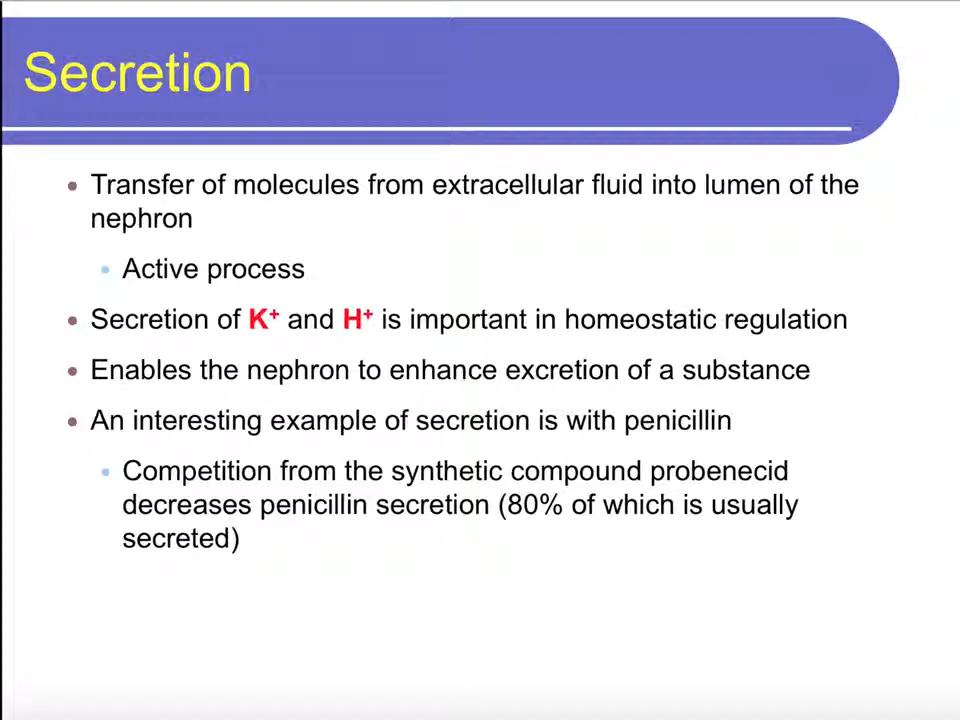 Secretion
Transfer of molecules from extracellular fluid into lumen of the
nephron
Active process
Secretion of K⁺ and H⁺ is important in homeostatic regulation
Enables the nephron to enhance excretion of a substance
An interesting example of secretion is with penicillin
Competition from the synthetic compound probenecid
decreases penicillin secretion (80% of which is usually
secreted)